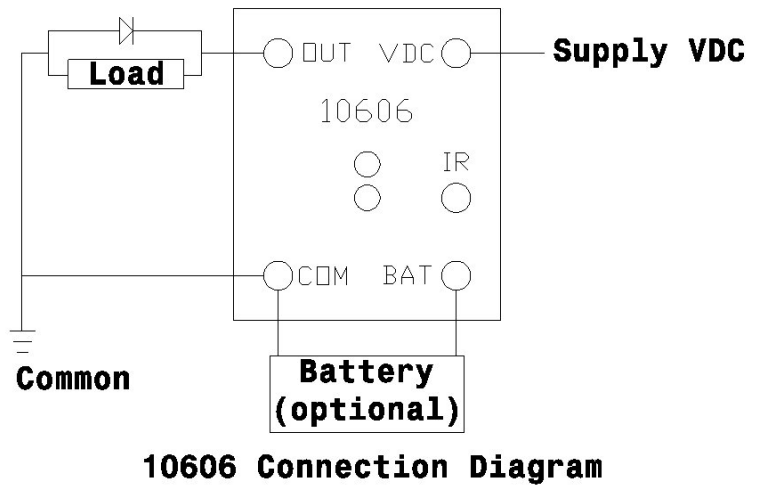 OUT VDC Supply VDC
Load
10606
IR
COM BAT
Battery
(optional)
Common
10606 Connection Diagram